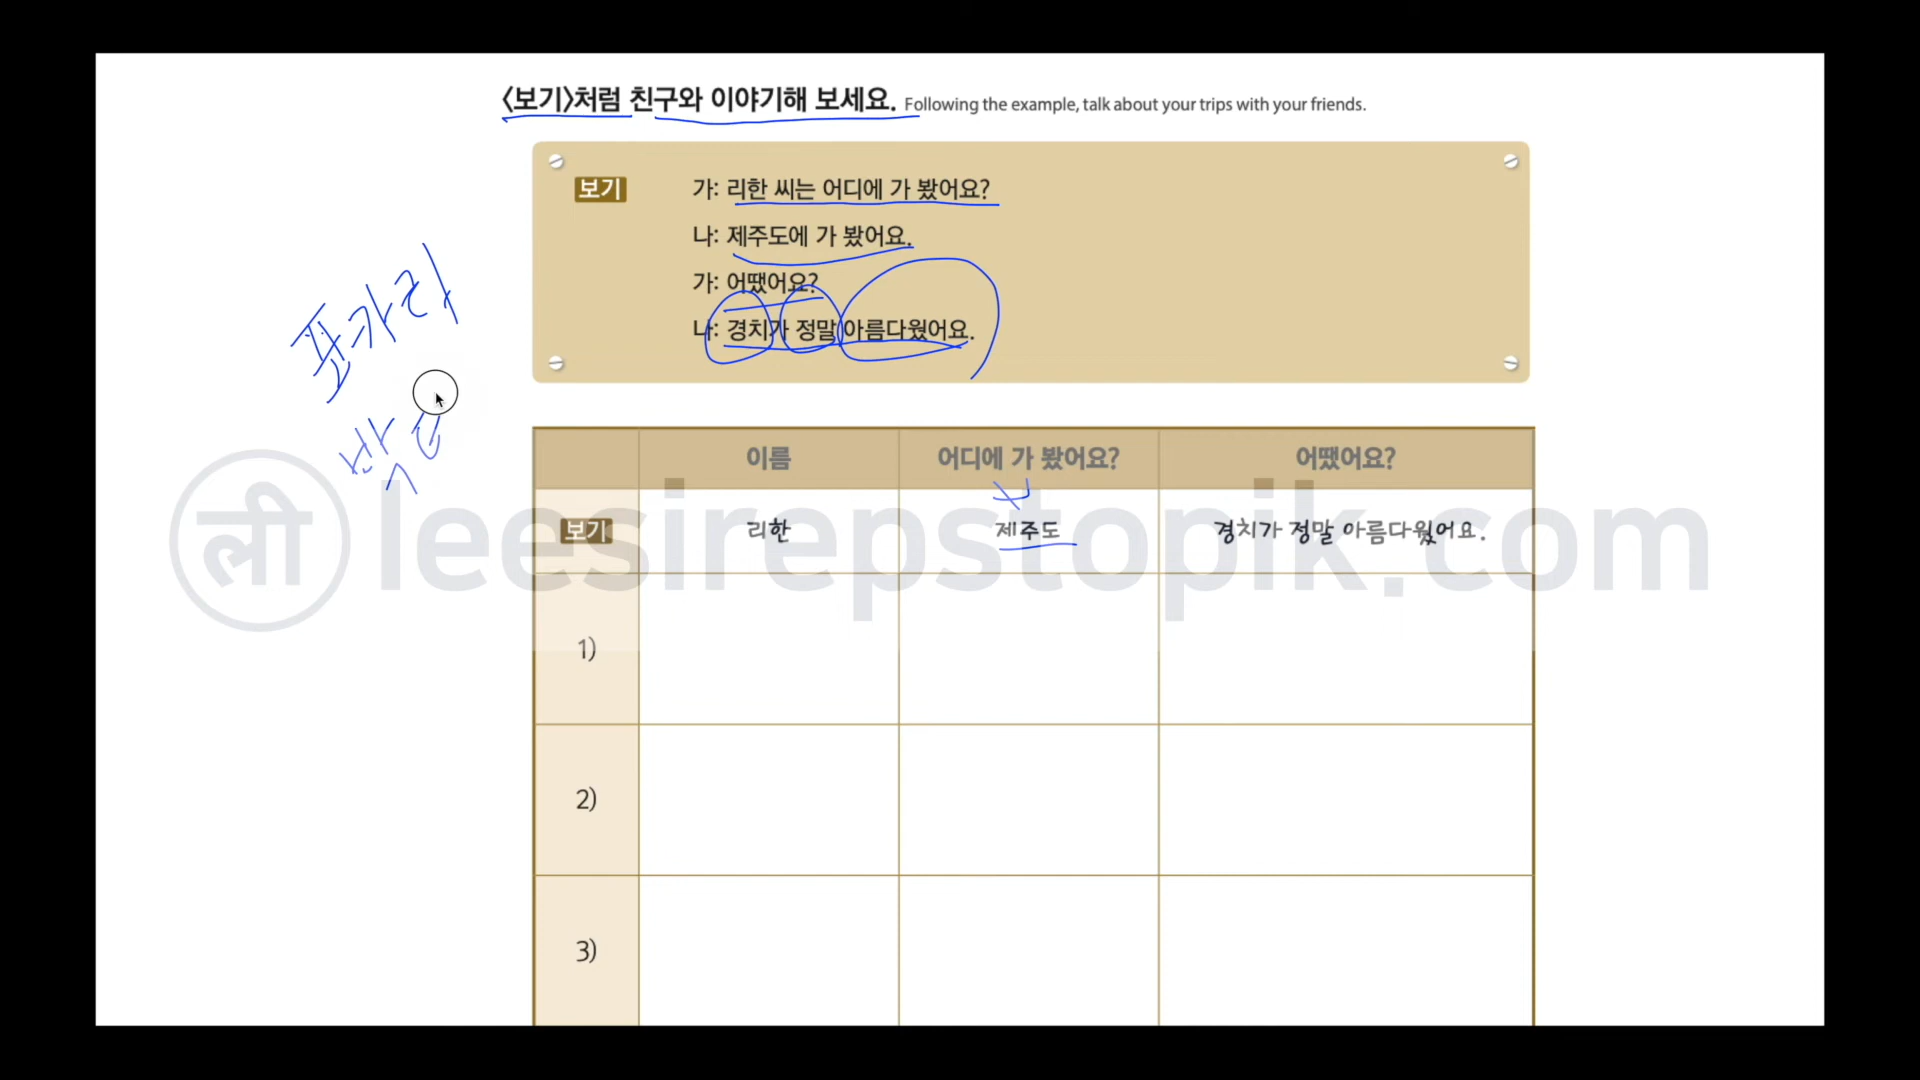 <보기>처럼 친구와 이야기해 보세요. Following the example, talk about your trips with your friends.
보기 가: 리한 씨는 어디에 가 봤어요?
나: 제주도에 가 봤어요.
가: 어땠어요?
나: 경치가 정말 아름다웠어요.
이름 어디에 가 봤어요? 어땠어요?
보기 리한 제주도 경치가 정말 아름다웠어요.
ली leesirepstopik.com
1)
2)
3)